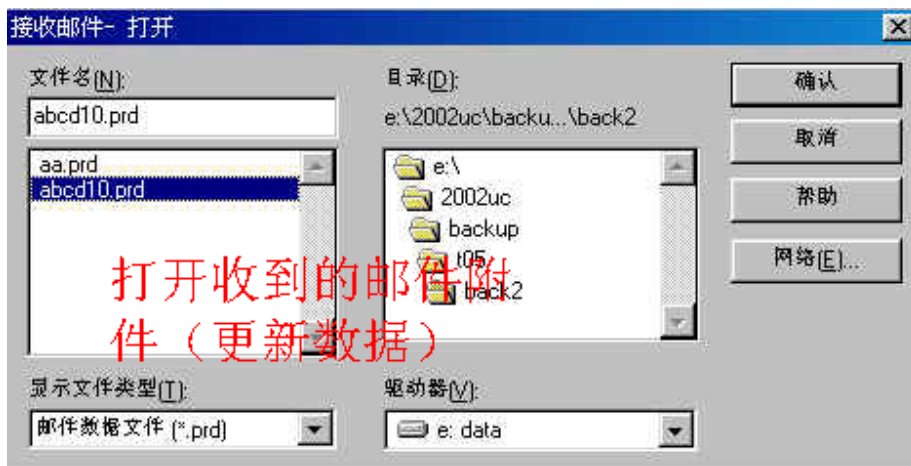 接收邮件- 打开
文件名(N):
目录(D):
确认
abcd10.prd
e:\2002uc\backu...\back2
取消
aa.prd
abcd10.prd
e:\
2002uc
帮助
backup
t05
网络(E)...
back2
打开收到的邮件附
件（更新数据）
显示文件类型(T):
驱动器(V):
邮件数据文件 (*.prd)
e: data